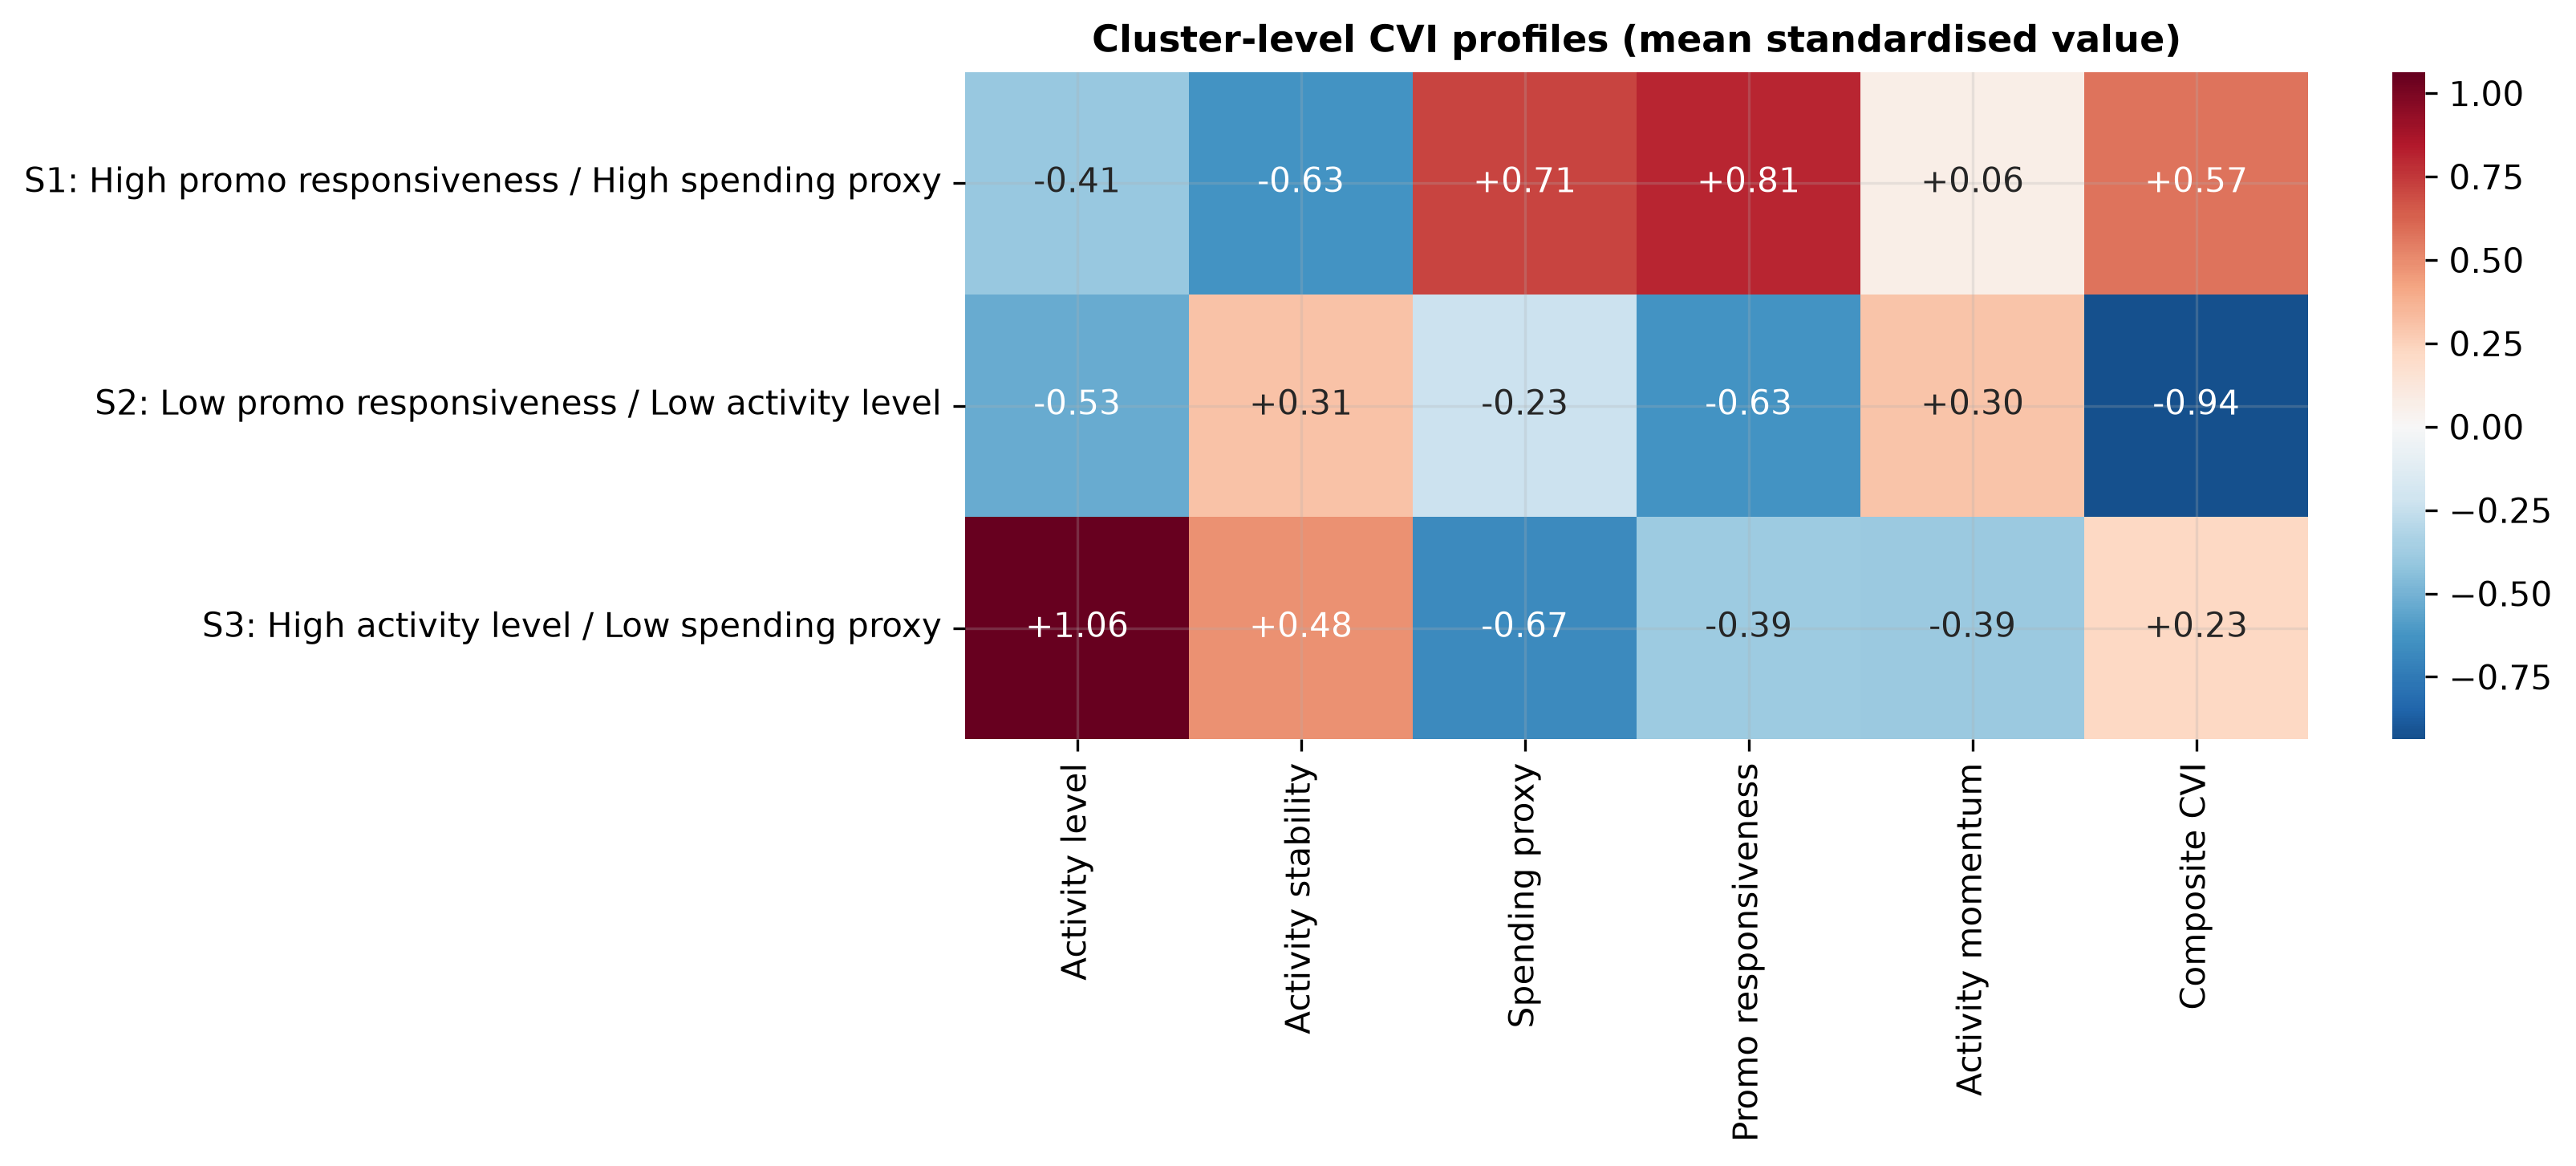 Cluster-level CVI profiles (mean standardised value)
S1: High promo responsiveness / High spending proxy
-0.41 -0.63 +0.71 +0.81 +0.06 +0.57
S2: Low promo responsiveness / Low activity level
-0.53 +0.31 -0.23 -0.63 +0.30 -0.94
S3: High activity level / Low spending proxy
+1.06 +0.48 -0.67 -0.39 -0.39 +0.23
Activity level
Activity stability
Spending proxy
Promo responsiveness
Activity momentum
Composite CVI
1.00
0.75
0.50
0.25
0.00
−0.25
−0.50
−0.75